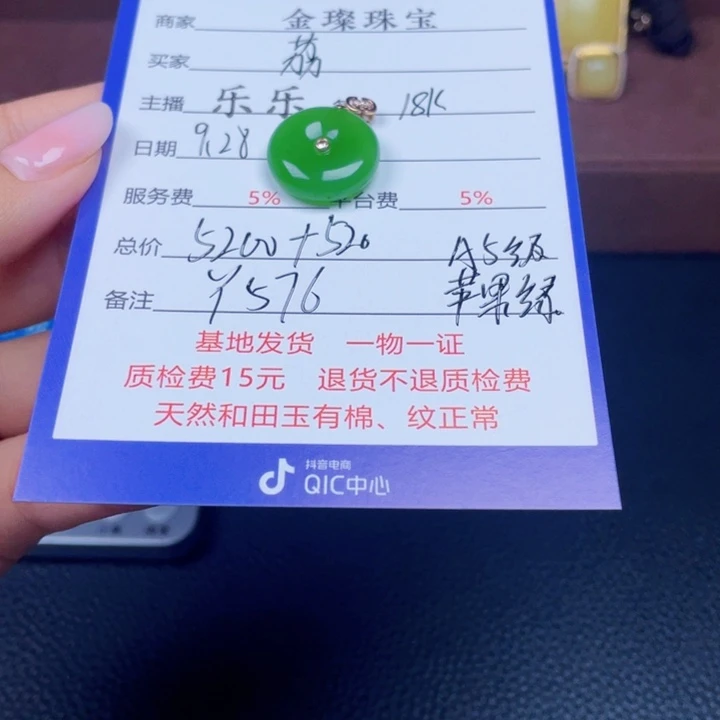 商家 金璨珠宝
买家 荔
主播 乐乐 18K
日期 9.28
服务费 5% 平台费 5%
总价 5200+520 A5级
备注 ¥576 苹果绿
基地发货 一物一证
质检费15元 退货不退质检费
天然和田玉有棉、纹正常
抖音电商
QIC中心